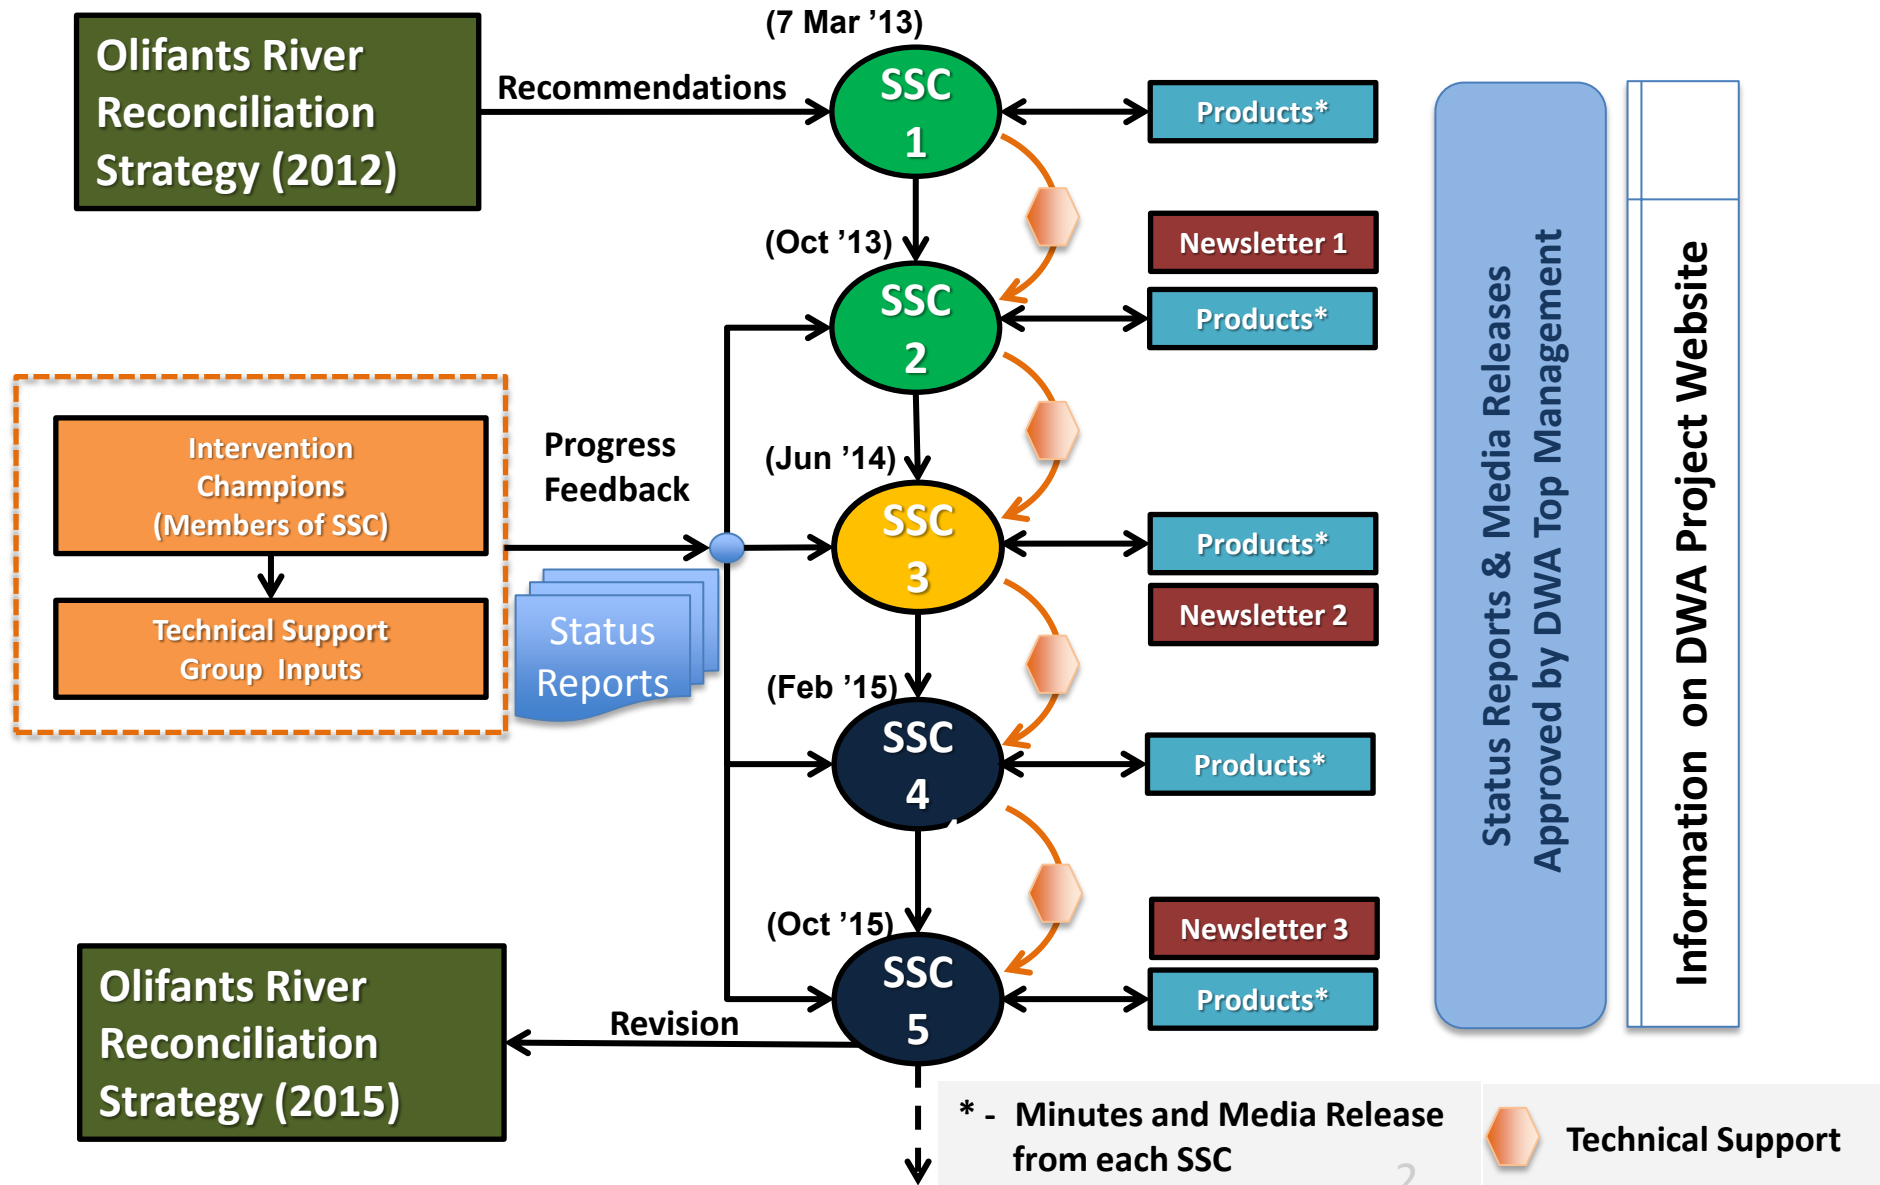 (7 Mar ’13)
Olifants River
Reconciliation
Strategy (2012)
Recommendations
SSC
1
Products*
(Oct ’13)
Newsletter 1
SSC
2
Products*
Intervention
Champions
(Members of SSC)
Technical Support
Group Inputs
Progress
Feedback
Status
Reports
(Jun ’14)
SSC
3
Products*
Newsletter 2
(Feb ’15)
SSC
4
Products*
(Oct ’15)
Newsletter 3
SSC
5
Products*
Olifants River
Reconciliation
Strategy (2015)
Revision
Status Reports & Media Releases
Approved by DWA Top Management
Information on DWA Project Website
* - Minutes and Media Release
from each SSC
2
Technical Support